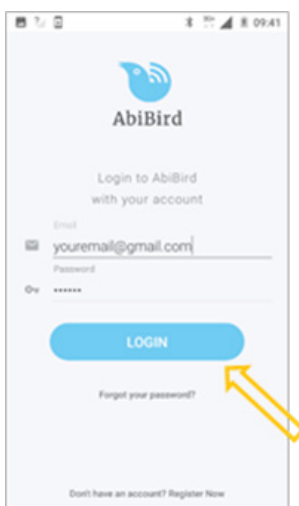 09:41
AbiBird
Login to AbiBird
with your account
Email
youremail@gmail.com
Password
••••••
LOGIN
Forgot your password?
Don't have an account? Register Now